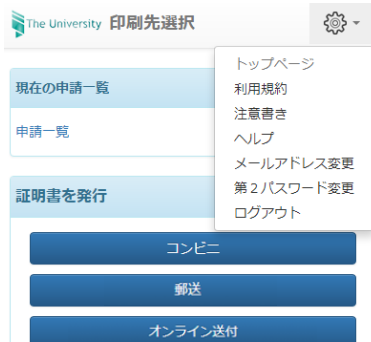 The University 印刷先選択
トップページ
利用規約
注意書き
ヘルプ
メールアドレス変更
第2パスワード変更
ログアウト
現在の申請一覧
申請一覧
証明書を発行
コンビニ
郵送
オンライン送付